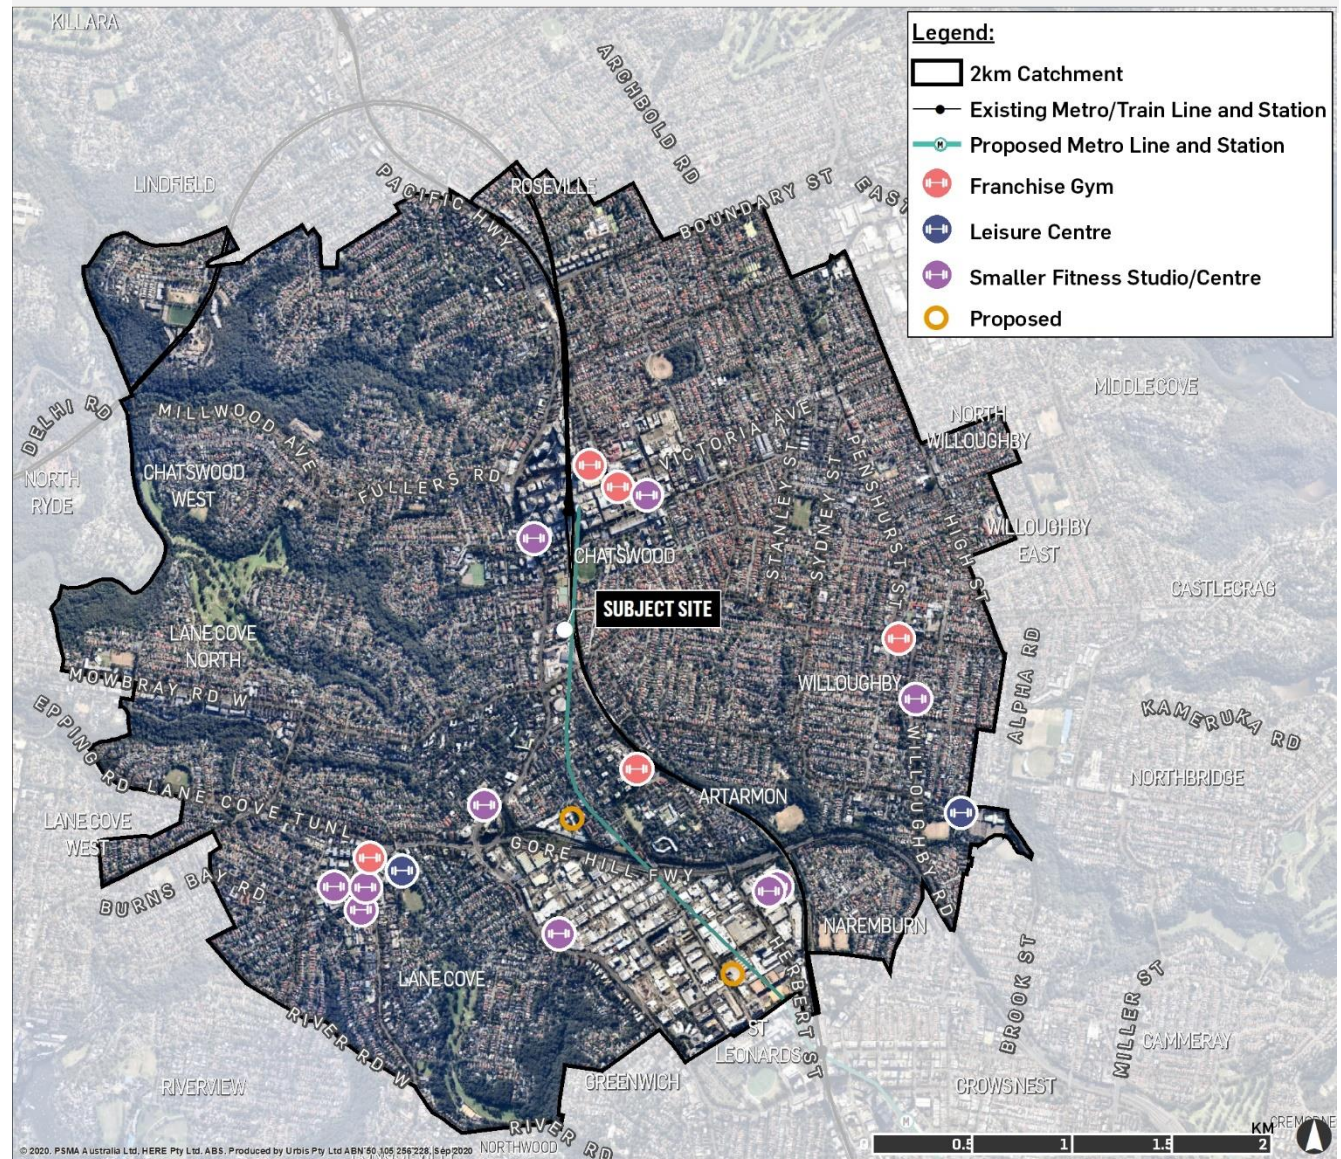 KILLARA
ARCHBOLD RD
LINDFIELD
PACIFIC HWY
ROSEVILLE
BOUNDARY ST
EAST
Legend:
2km Catchment
Existing Metro/Train Line and Station
M
Proposed Metro Line and Station
Franchise Gym
Leisure Centre
Smaller Fitness Studio/Centre
Proposed
MIDDLE COVE
DELHI RD
MILLWOOD AVE
NORTH
WILLOUGHBY
VICTORIA AVE
NORTH
RYDE
CHATSWOOD
WEST
FULLERS RD
STANLEY ST
SYDNEY ST
PENSHURST ST
HIGH ST
WILLOUGHBY
EAST
CHATSWOOD
CASTLECRAG
SUBJECT SITE
LANE COVE
NORTH
MOWBRAY RD W
WILLOUGHBY
ALPHA RD
KAMERUKA RD
EPPING RD
LANE COVE TUNL
NORTHBRIDGE
ARTARMON
WILLOUGHBY RD
LANE COVE
WEST
GORE HILL FWY
BURNS BAY RD
NAREMBURN
LANE COVE
HERBERT ST
BROOK ST
MILLER ST
RIVER RD W
ST
LEONARDS
CAMMERAY
RIVERVIEW
GREENWICH
CROWS NEST
M
RIVER RD
NORTHWOOD
CREMORNE
KM
0.5
1
1.5
2
© 2020. PSMA Australia Ltd, HERE Pty Ltd. ABS. Produced by Urbis Pty Ltd ABN 50 105 256 228, Sep 2020